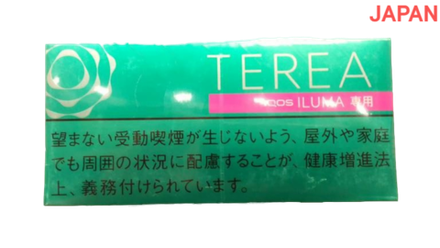 JAPAN
TEREA
IQOS ILUMA 専用
望まない受動喫煙が生じないよう、屋外や家庭
でも周囲の状況に配慮することが、健康増進法
上、義務付けられています。